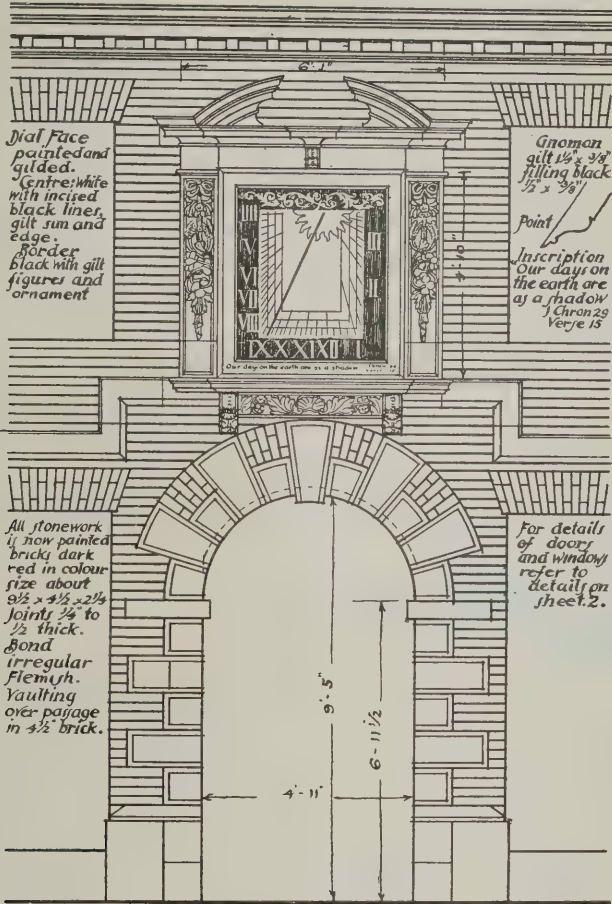 6'-1"
Dial Face
painted and
gilded.
Centre: white
with incised
black lines,
gilt sun and
edge.
Border
black with gilt
figures and
ornament
Gnoman
gilt 1½" x ⅜"
filling black
½" x ⅜"
Point
Inscription
"Our days on
the earth are
as a shadow
1 Chron 29
Verse 15
IIII
V
VI
VII
VIII
IX X XI XII I
II
Our days on the earth are as a shadow
All stonework
is now painted
bricks dark
red in colour
size about
8½ x 4½ x 2¼
Joints ¼" to
½ thick.
Bond
irregular
Flemish.
Vaulting
over passage
in 4½" brick.
For details
of doors
and windows
refer to
details on
sheet.2.
9'-5"
6'-11½
4'-11"